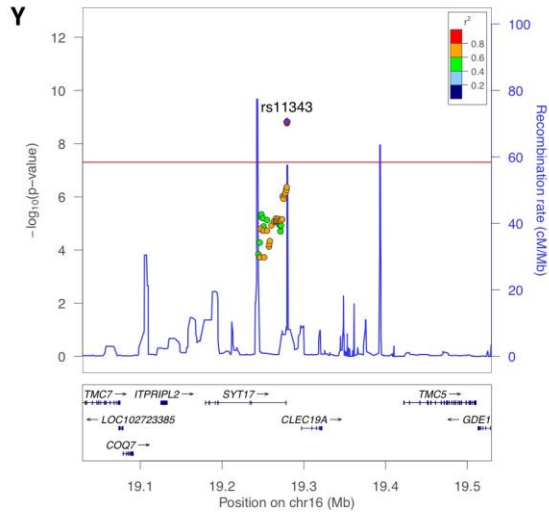 Y
r²
0.8
0.6
0.4
0.2
rs11343
12
10
8
6
4
2
0
−log₁₀(p-value)
100
80
60
40
20
0
Recombination rate (cM/Mb)
TMC7→ ITPRIPL2→ SYT17→ TMC5→
←LOC102723385 CLEC19A→ ←GDE1
COQ7→
19.1 19.2 19.3 19.4 19.5
Position on chr16 (Mb)